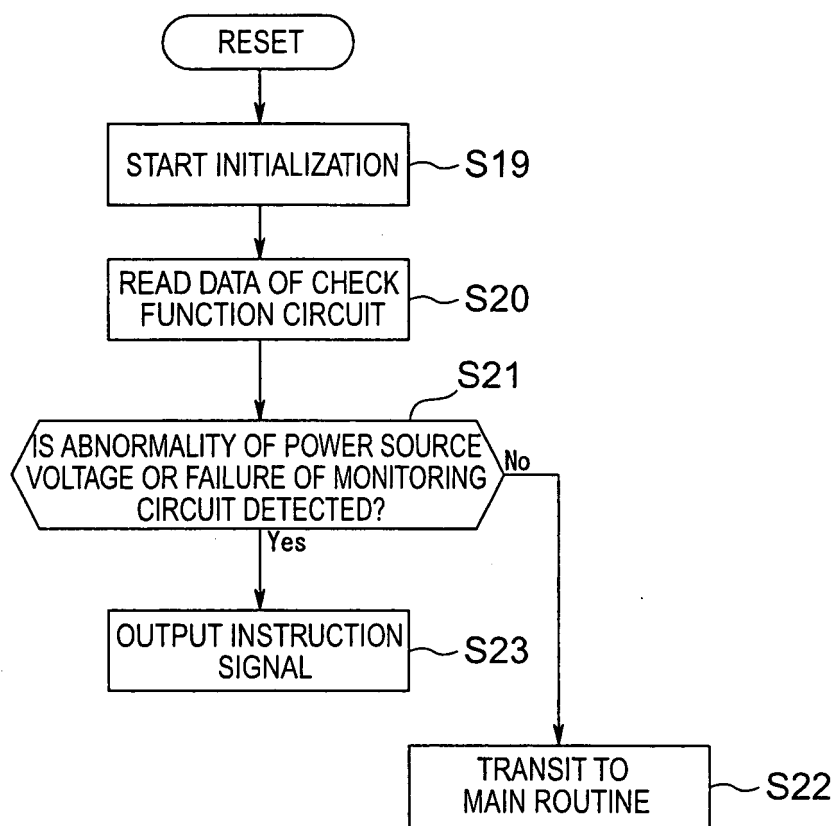 RESET
START INITIALIZATION
S19
READ DATA OF CHECK
FUNCTION CIRCUIT
S20
S21
IS ABNORMALITY OF POWER SOURCE
VOLTAGE OR FAILURE OF MONITORING
CIRCUIT DETECTED?
No
Yes
OUTPUT INSTRUCTION
SIGNAL
S23
TRANSIT TO
MAIN ROUTINE
S22